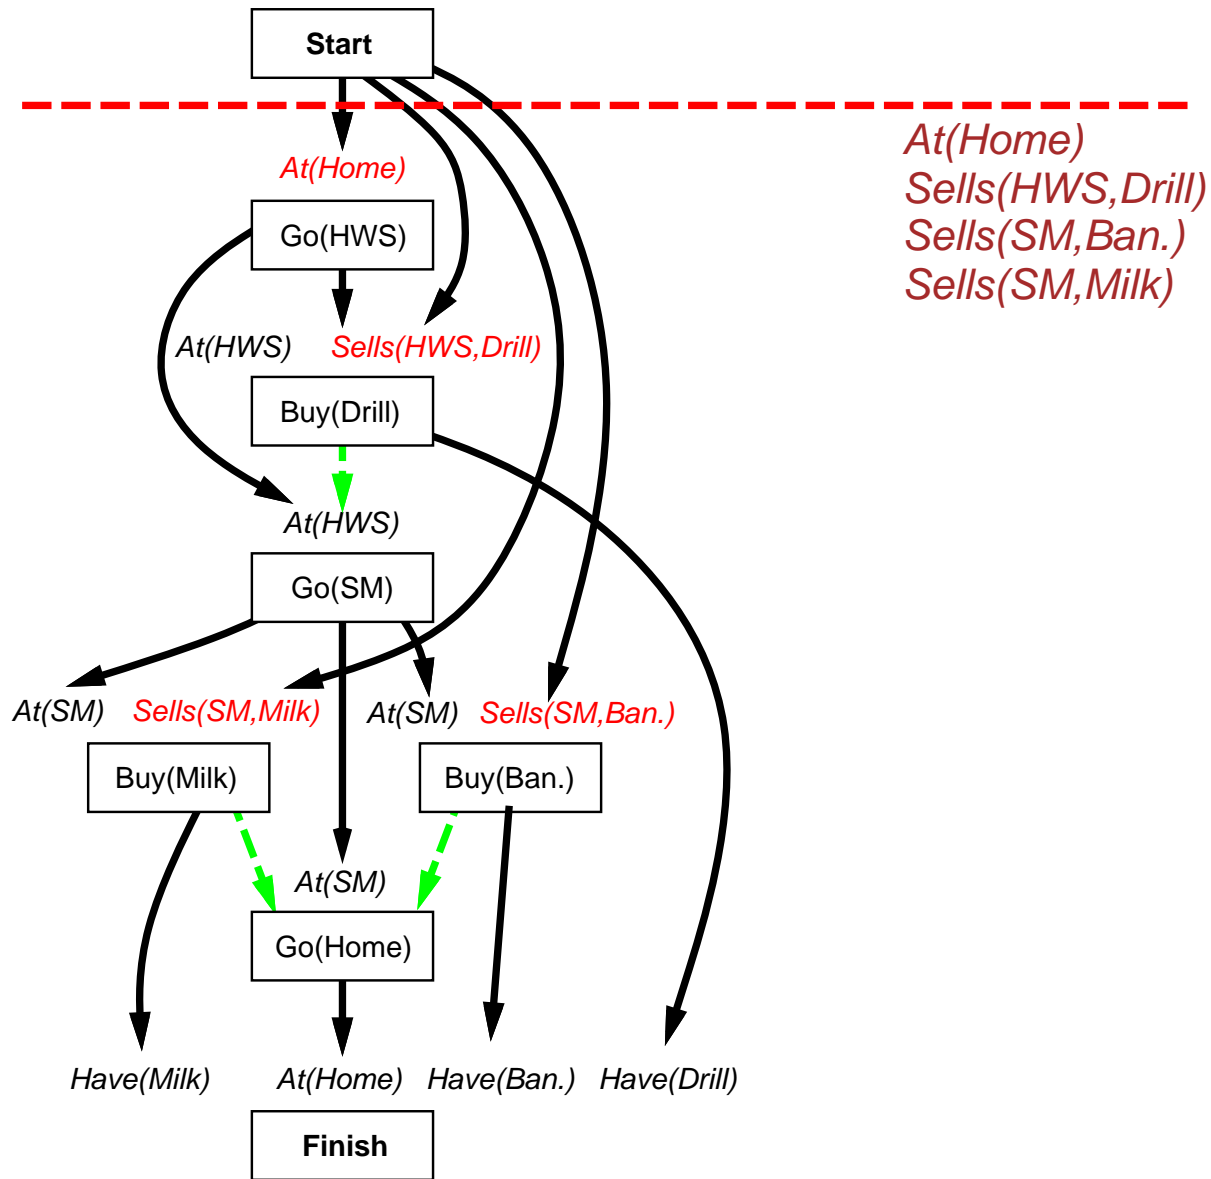 Start
At(Home)
Sells(HWS,Drill)
Sells(SM,Ban.)
Sells(SM,Milk)
At(Home)
Go(HWS)
At(HWS) Sells(HWS,Drill)
Buy(Drill)
At(HWS)
Go(SM)
At(SM) Sells(SM,Milk) At(SM) Sells(SM,Ban.)
Buy(Milk) Buy(Ban.)
At(SM)
Go(Home)
Have(Milk) At(Home) Have(Ban.) Have(Drill)
Finish